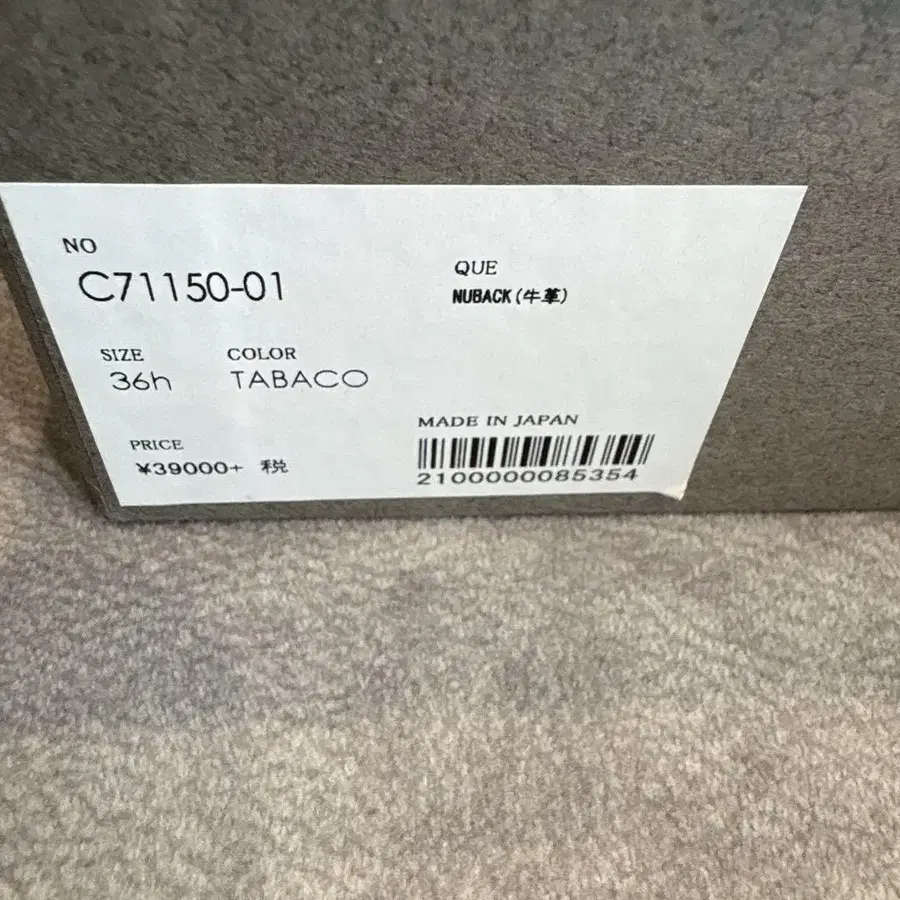 NO
C71150-01
QUE
NUBACK(牛革)
SIZE
36h
COLOR
TABACO
PRICE
¥39000+ 税
MADE IN JAPAN
2100000085354